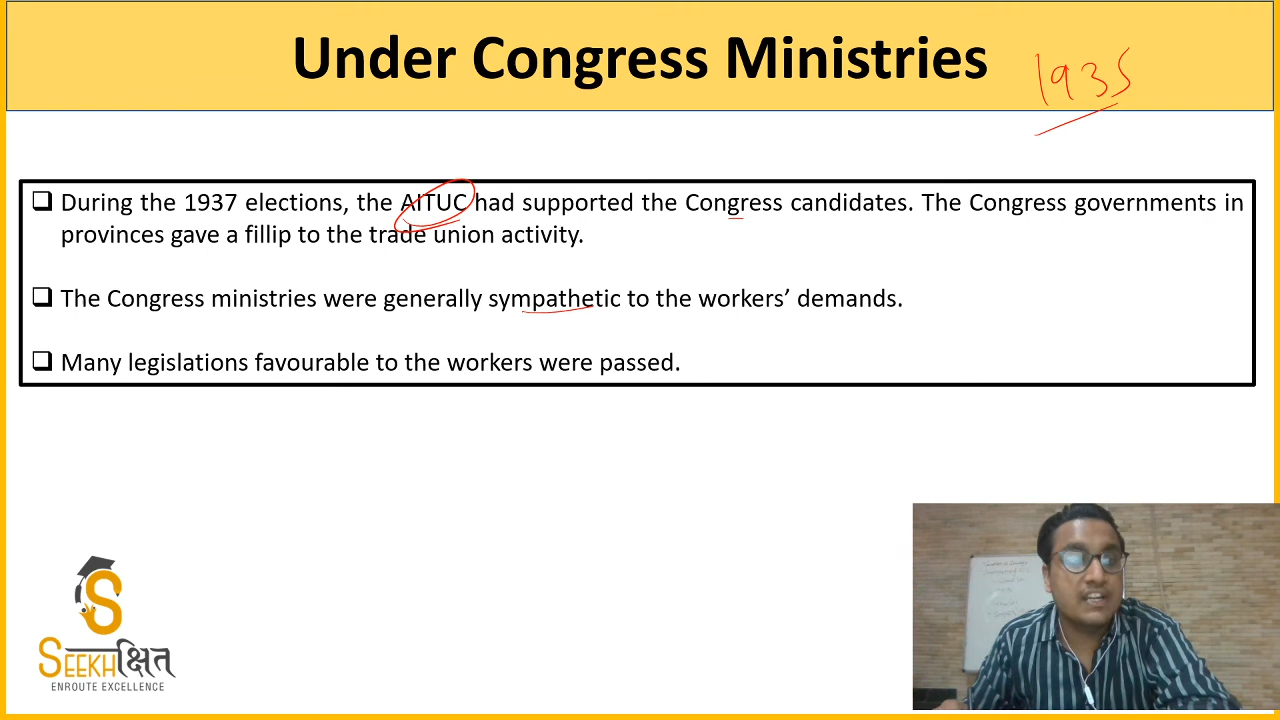 Under Congress Ministries
1935
During the 1937 elections, the AITUC had supported the Congress candidates. The Congress governments in
provinces gave a fillip to the trade union activity.
The Congress ministries were generally sympathetic to the workers’ demands.
Many legislations favourable to the workers were passed.
S
SEEKHक्षित
ENROUTE EXCELLENCE